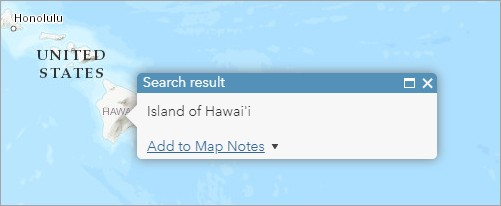 Honolulu
UNITED
STATES
HAWA
Search result
Island of Hawai'i
Add to Map Notes